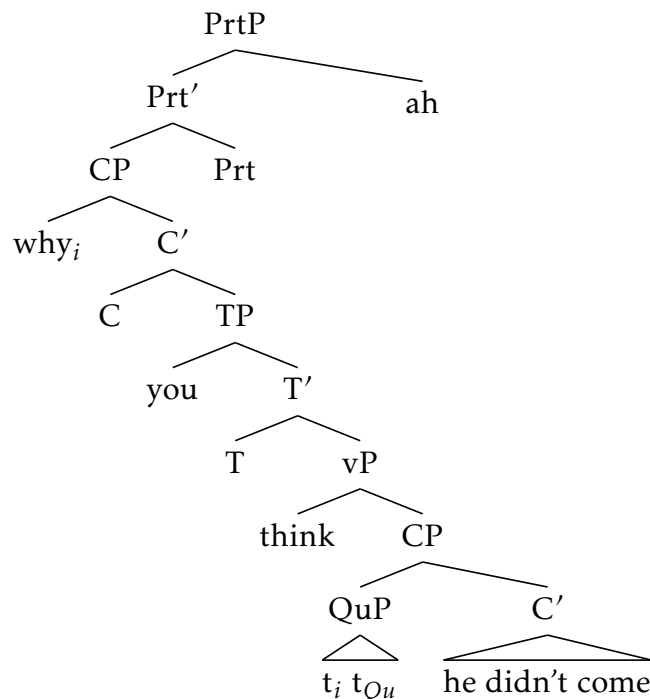 PrtP
Prt' ah
CP Prt
whyᵢ C'
C TP
you T'
T vP
think CP
QuP C'
tᵢ t_Qu he didn't come